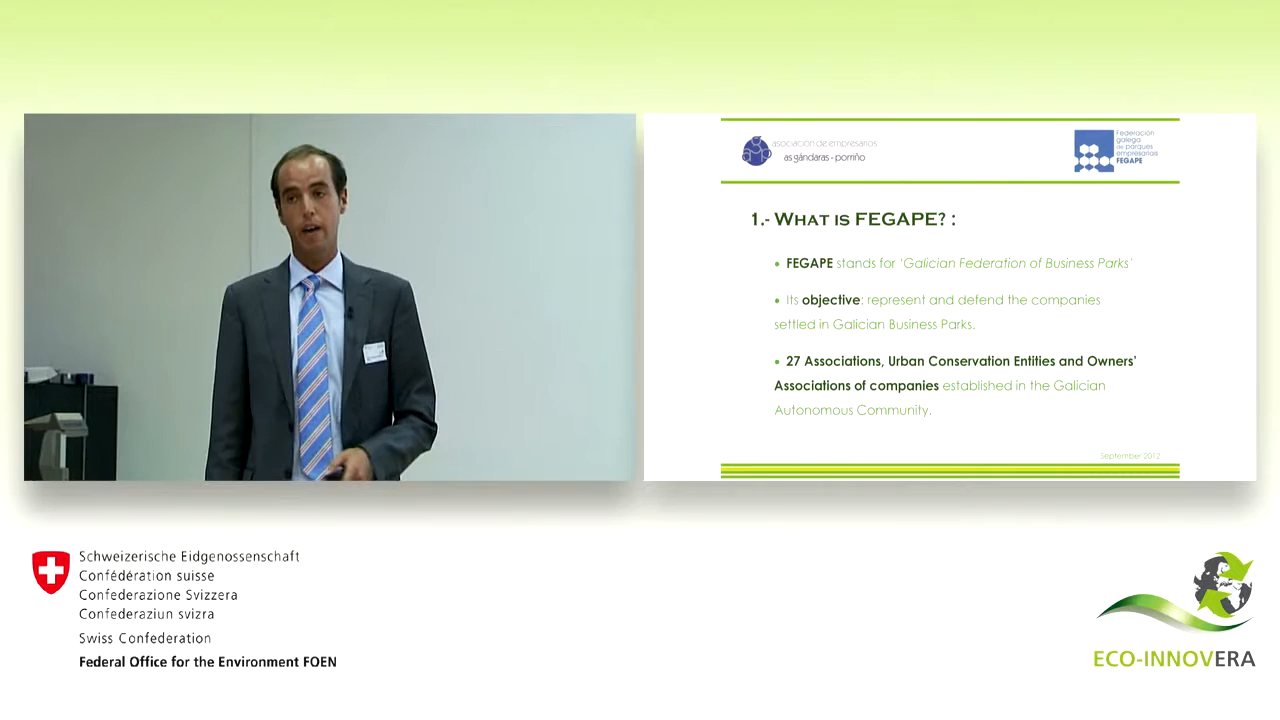 asociación de empresarios
as gándaras - porriño
Federación
galega
de parques
empresariais
FEGAPE
1.- WHAT IS FEGAPE? :
• FEGAPE stands for ‘Galician Federation of Business Parks’
• Its objective: represent and defend the companies
settled in Galician Business Parks.
• 27 Associations, Urban Conservation Entities and Owners’
Associations of companies established in the Galician
Autonomous Community.
September 2012
Schweizerische Eidgenossenschaft
Confédération suisse
Confederazione Svizzera
Confederaziun svizra
Swiss Confederation
Federal Office for the Environment FOEN
ECO-INNOVERA